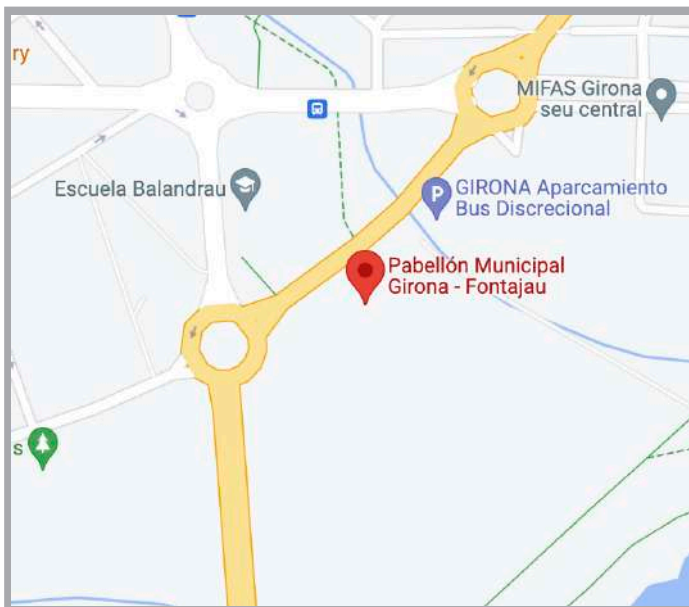 ry
MIFAS Girona
seu central
Escuela Balandrau
P
GIRONA Aparcamiento
Bus Discrecional
Pabellón Municipal
Girona - Fontajau
s